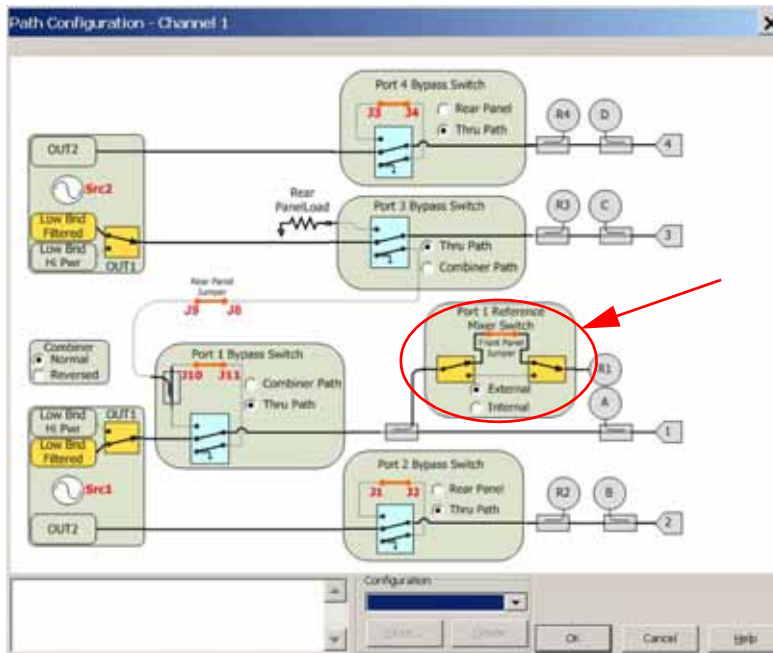 Path Configuration - Channel 1
Port 4 Bypass Switch
J3 J4
Rear Panel
Thru Path
R4
D
4
OUT2
Src2
Low Bnd
Filtered
Low Bnd
Hi Pwr
OUT1
Rear
PanelLoad
Port 3 Bypass Switch
Thru Path
Combiner Path
R3
C
3
Rear Panel
Jumper
J9 J8
Port 1 Reference
Mixer Switch
Front Panel
Jumper
External
Internal
R1
A
1
Combiner
Normal
Reversed
Port 1 Bypass Switch
J10 J11
Combiner Path
Thru Path
OUT1
Low Bnd
Hi Pwr
Low Bnd
Filtered
Src1
OUT2
Port 2 Bypass Switch
J1 J2
Rear Panel
Thru Path
R2
B
2
Configuration
OK
Cancel
Help